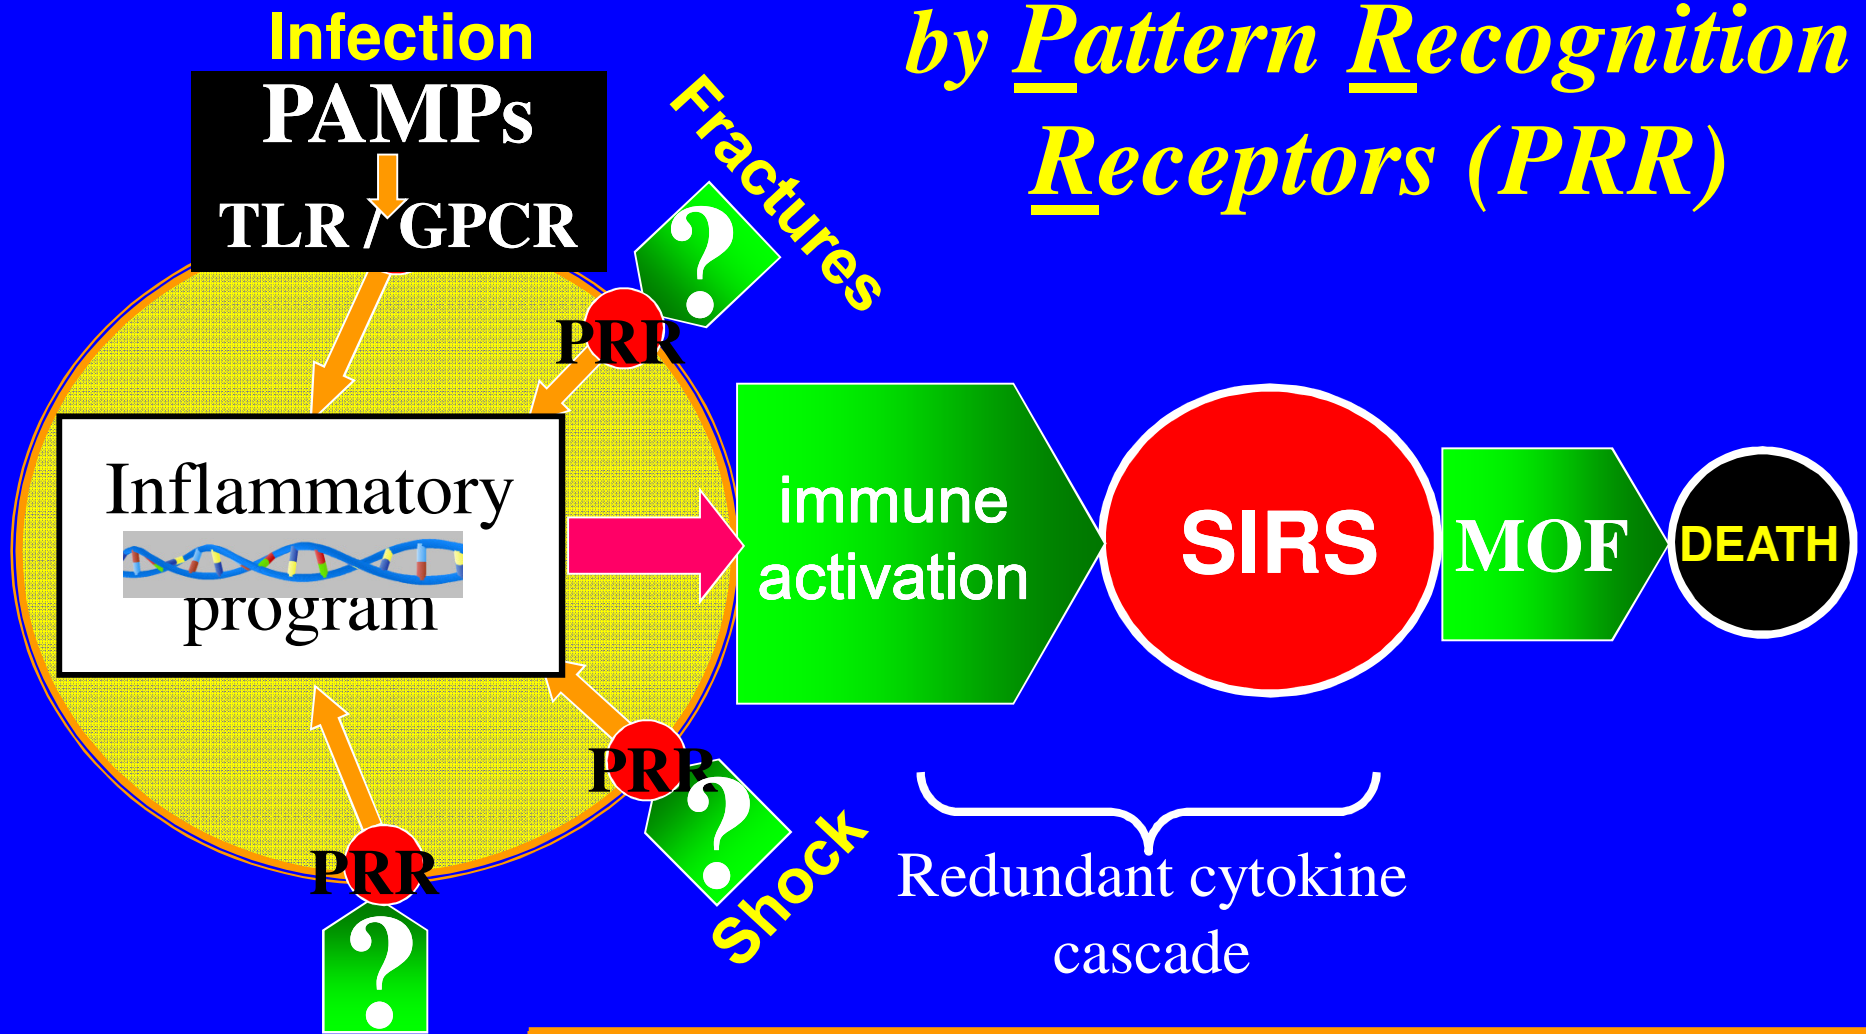 Infection
by Pattern Recognition
Receptors (PRR)
PAMPs
TLR / GPCR
Fractures
?
PRR
Inflammatory
program
immune
activation
SIRS
MOF
DEATH
PRR
?
Shock
PRR
?
Redundant cytokine
cascade